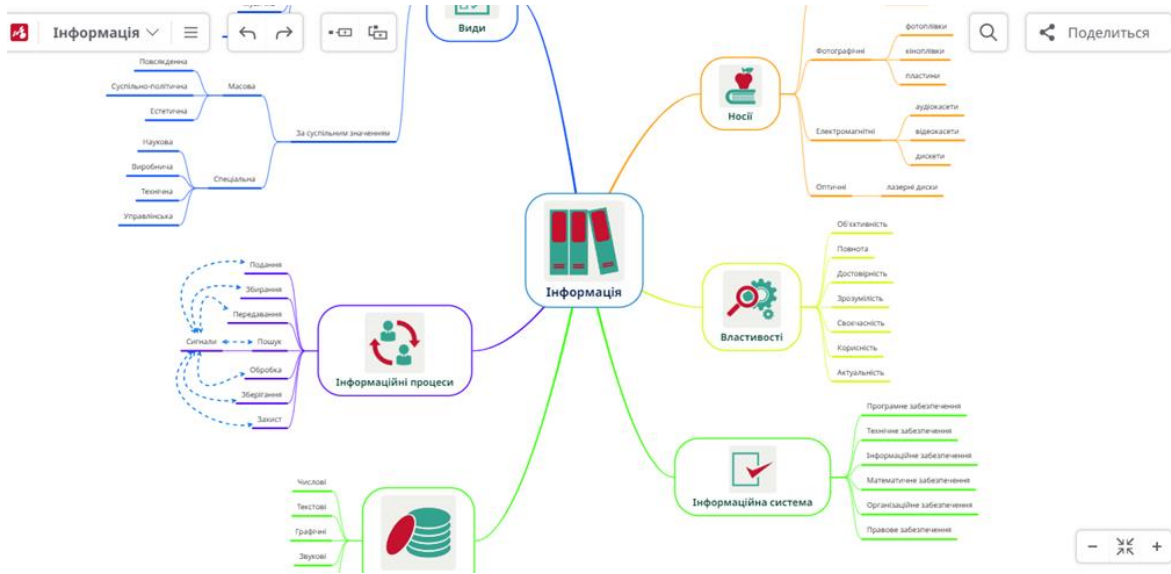 Інформація
Поделиться
Види
Повсякденна
Суспільно-політична
Естетична
Масова
Наукова
Виробнича
Технічна
Управлінська
Спеціальна
За суспільним значенням
Носії
Фотографічні
фотоплівки
кіноплівки
пластини
Електромагнітні
аудіокасети
відеокасети
дискети
Оптичні
лазерні диски
Інформація
Властивості
Об'єктивність
Повнота
Достовірність
Зрозумілість
Своєчасність
Корисність
Актуальність
Подання
Збирання
Передавання
Сигнали
Пошук
Обробка
Зберігання
Захист
Інформаційні процеси
Інформаційна система
Програмне забезпечення
Технічне забезпечення
Інформаційне забезпечення
Математичне забезпечення
Організаційне забезпечення
Правове забезпечення
Числові
Текстові
Графічні
Звукові